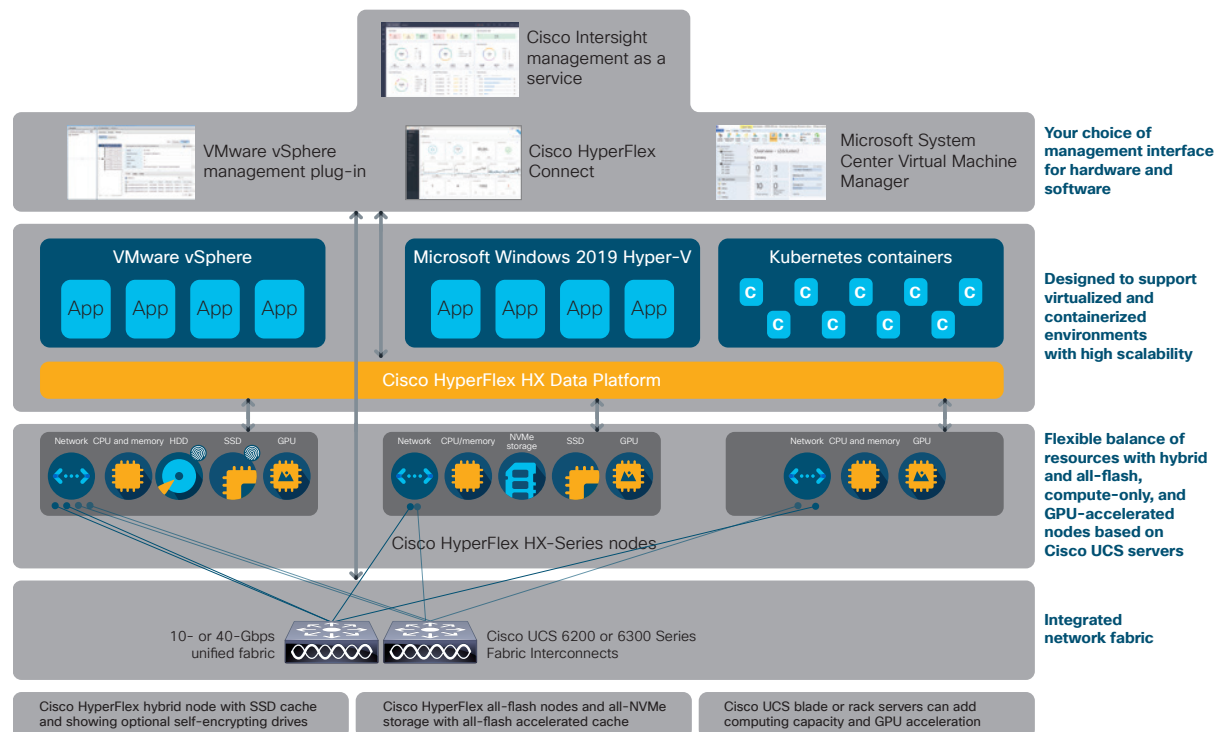 Cisco Intersight
management as a
service
VMware vSphere
management plug-in
Cisco HyperFlex
Connect
Microsoft System
Center Virtual Machine
Manager
Your choice of
management interface
for hardware and
software
VMware vSphere
App App App App
Microsoft Windows 2019 Hyper-V
App App App App
Kubernetes containers
C C C C C
C C C C
Cisco HyperFlex HX Data Platform
Designed to support
virtualized and
containerized
environments
with high scalability
Network CPU and memory HDD SSD GPU
Network CPU/memory NVMe
storage SSD GPU
Network CPU and memory GPU
Cisco HyperFlex HX-Series nodes
Flexible balance of
resources with hybrid
and all-flash,
compute-only, and
GPU-accelerated
nodes based on
Cisco UCS servers
10- or 40-Gbps
unified fabric
Cisco UCS 6200 or 6300 Series
Fabric Interconnects
Integrated
network fabric
Cisco HyperFlex hybrid node with SSD cache
and showing optional self-encrypting drives
Cisco HyperFlex all-flash nodes and all-NVMe
storage with all-flash accelerated cache
Cisco UCS blade or rack servers can add
computing capacity and GPU acceleration